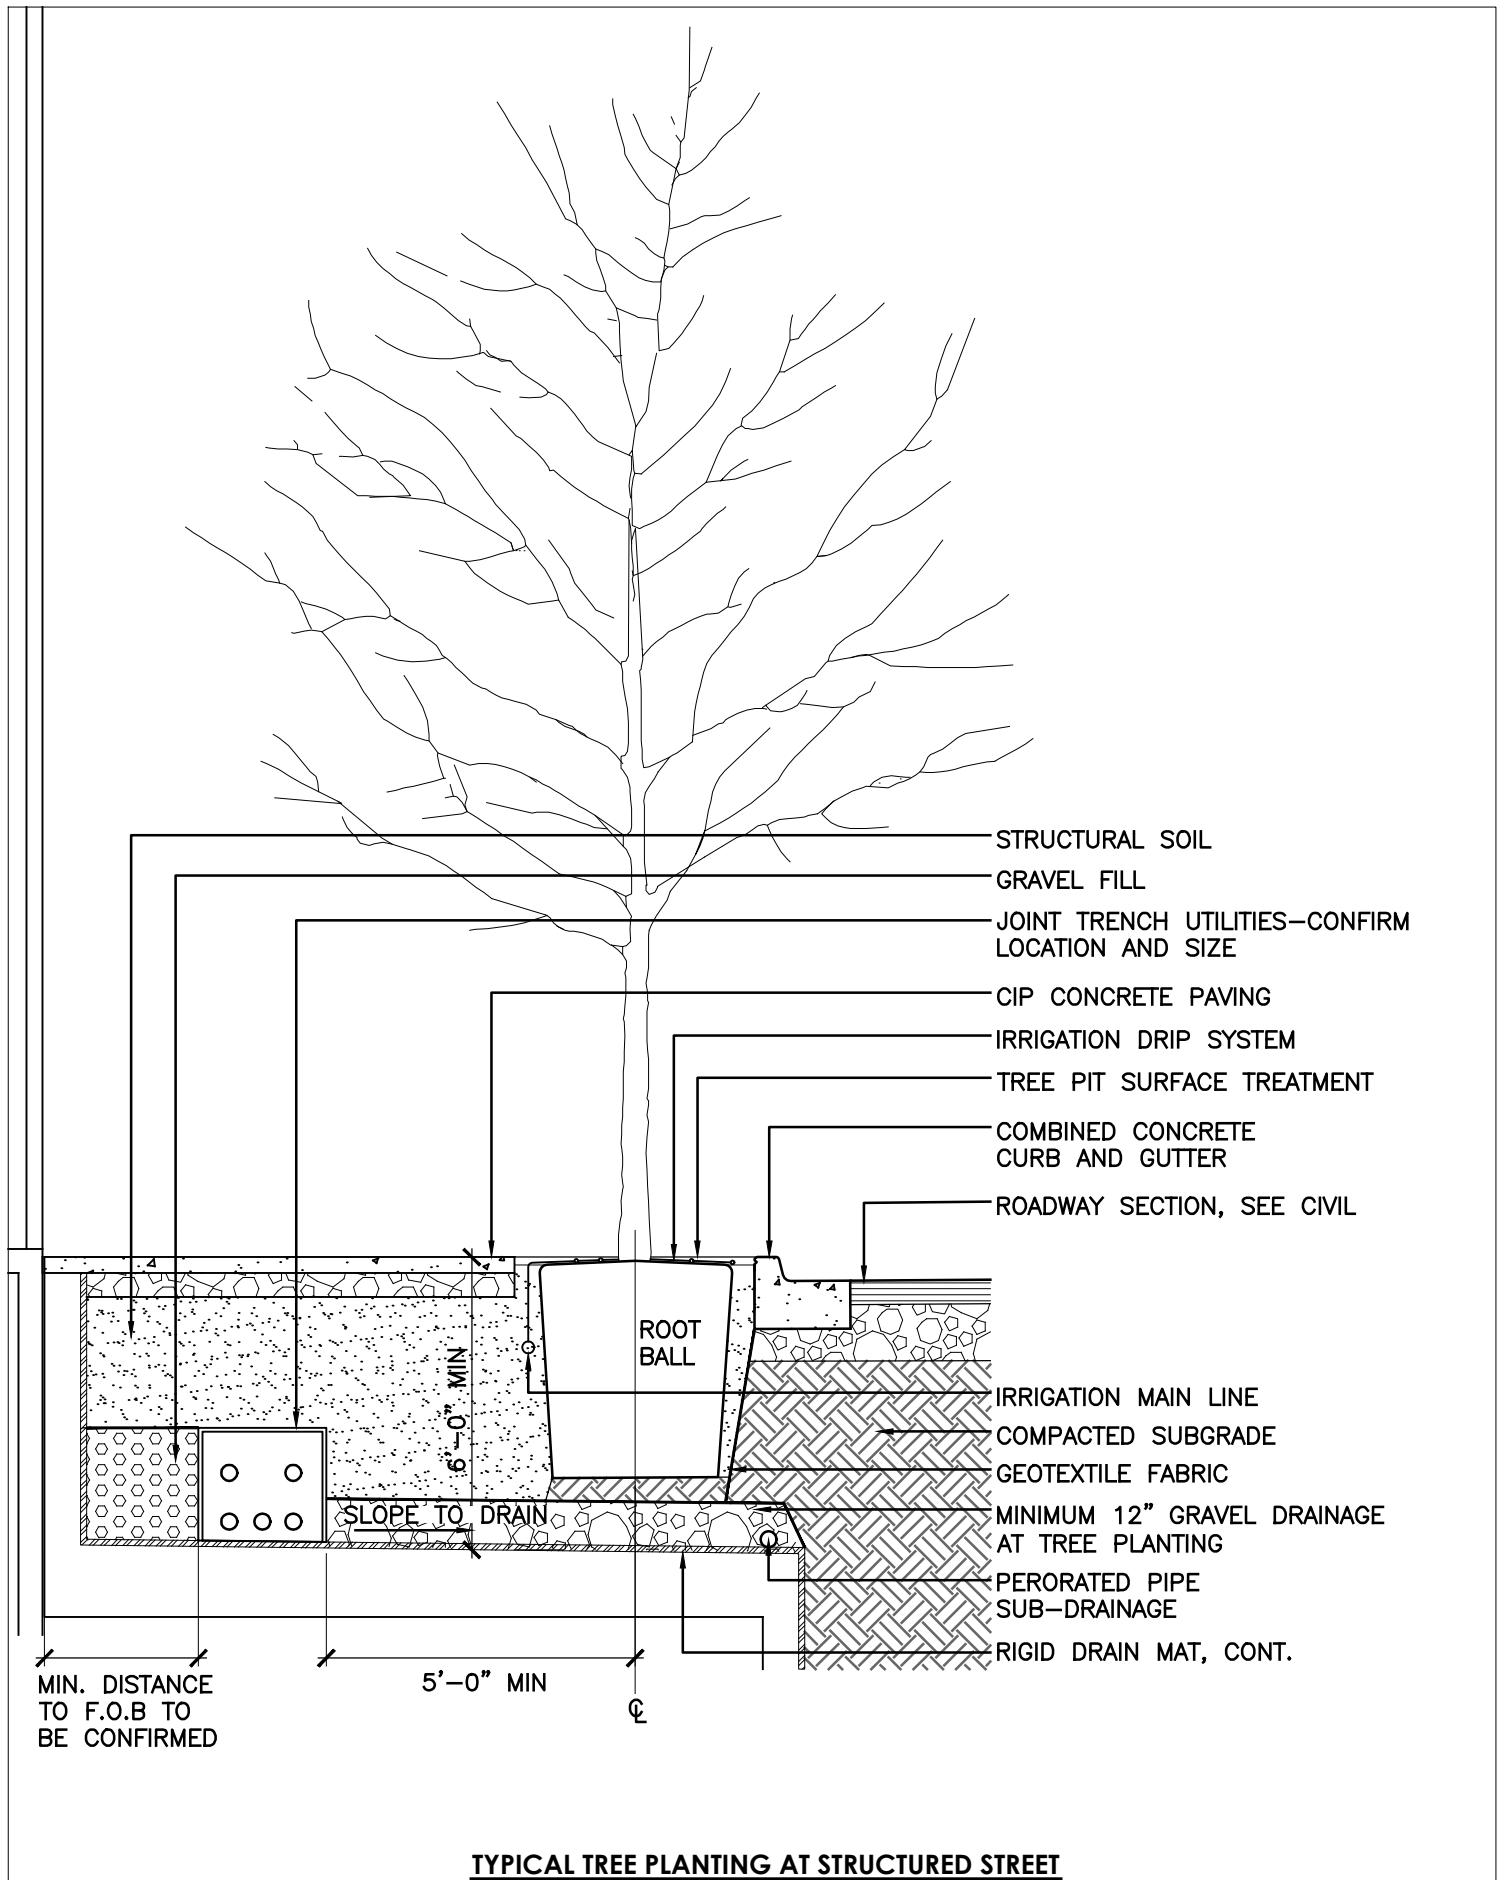 STRUCTURAL SOIL
GRAVEL FILL
JOINT TRENCH UTILITIES-CONFIRM
LOCATION AND SIZE
CIP CONCRETE PAVING
IRRIGATION DRIP SYSTEM
TREE PIT SURFACE TREATMENT
COMBINED CONCRETE
CURB AND GUTTER
ROADWAY SECTION, SEE CIVIL
ROOT
BALL
6'-0" MIN
IRRIGATION MAIN LINE
COMPACTED SUBGRADE
GEOTEXTILE FABRIC
SLOPE TO DRAIN
MINIMUM 12" GRAVEL DRAINAGE
AT TREE PLANTING
PERORATED PIPE
SUB-DRAINAGE
RIGID DRAIN MAT, CONT.
MIN. DISTANCE
TO F.O.B TO
BE CONFIRMED
5'-0" MIN
℄
TYPICAL TREE PLANTING AT STRUCTURED STREET